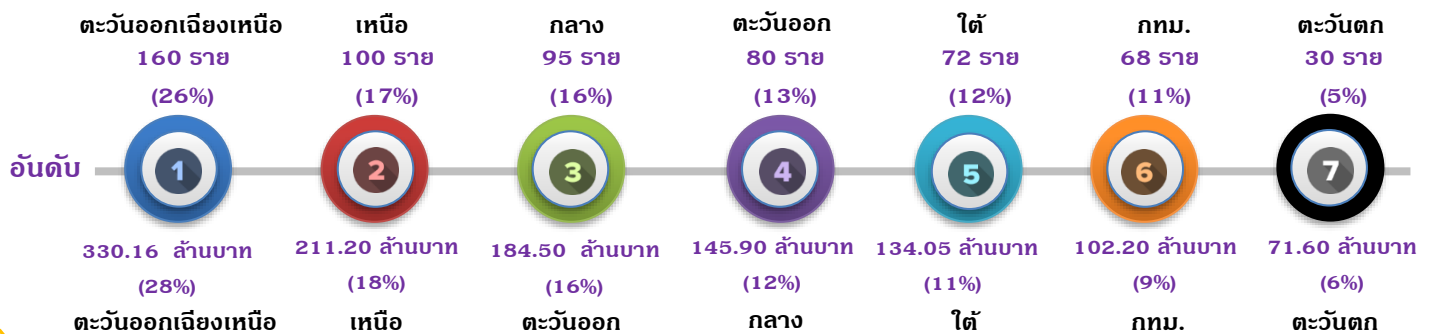 ตะวันออกเฉียงเหนือ เหนือ กลาง ตะวันออก ใต้ กทม. ตะวันตก
160 ราย 100 ราย 95 ราย 80 ราย 72 ราย 68 ราย 30 ราย
(26%) (17%) (16%) (13%) (12%) (11%) (5%)
อันดับ 1 2 3 4 5 6 7
330.16 ล้านบาท 211.20 ล้านบาท 184.50 ล้านบาท 145.90 ล้านบาท 134.05 ล้านบาท 102.20 ล้านบาท 71.60 ล้านบาท
(28%) (18%) (16%) (12%) (11%) (9%) (6%)
ตะวันออกเฉียงเหนือ เหนือ ตะวันออก กลาง ใต้ กทม. ตะวันตก